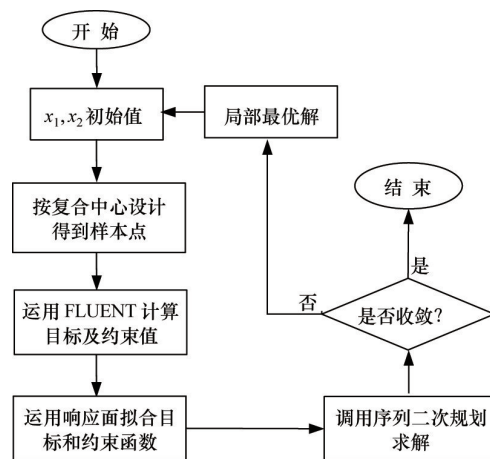 开 始
x₁,x₂初始值
局部最优解
按复合中心设计
得到样本点
结 束
是
运用 FLUENT 计算
目标及约束值
否
是否收敛?
运用响应面拟合目
标和约束函数
调用序列二次规划
求解